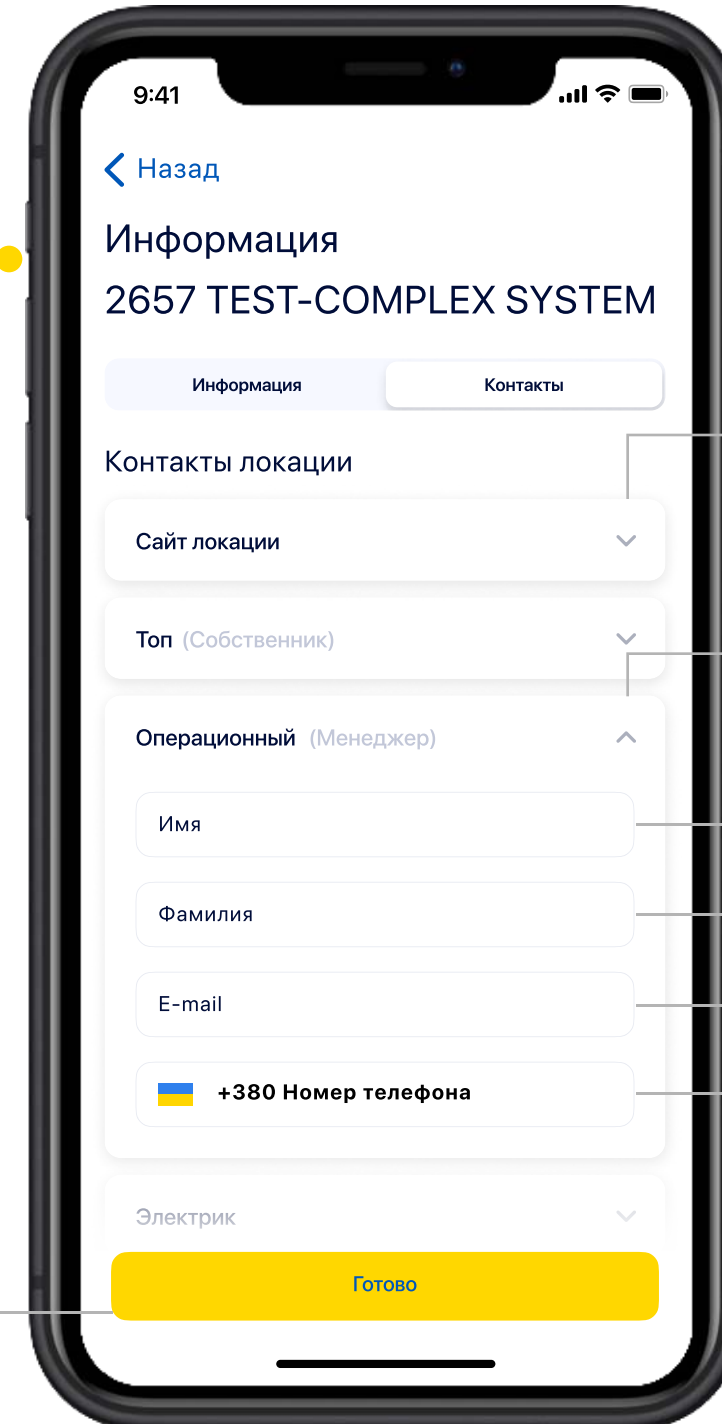 9:41
Назад
Информация
2657 TEST-COMPLEX SYSTEM
Информация Контакты
Контакты локации
Сайт локации
Топ (Собственник)
Операционный (Менеджер)
Имя
Фамилия
E-mail
+380 Номер телефона
Электрик
Готово